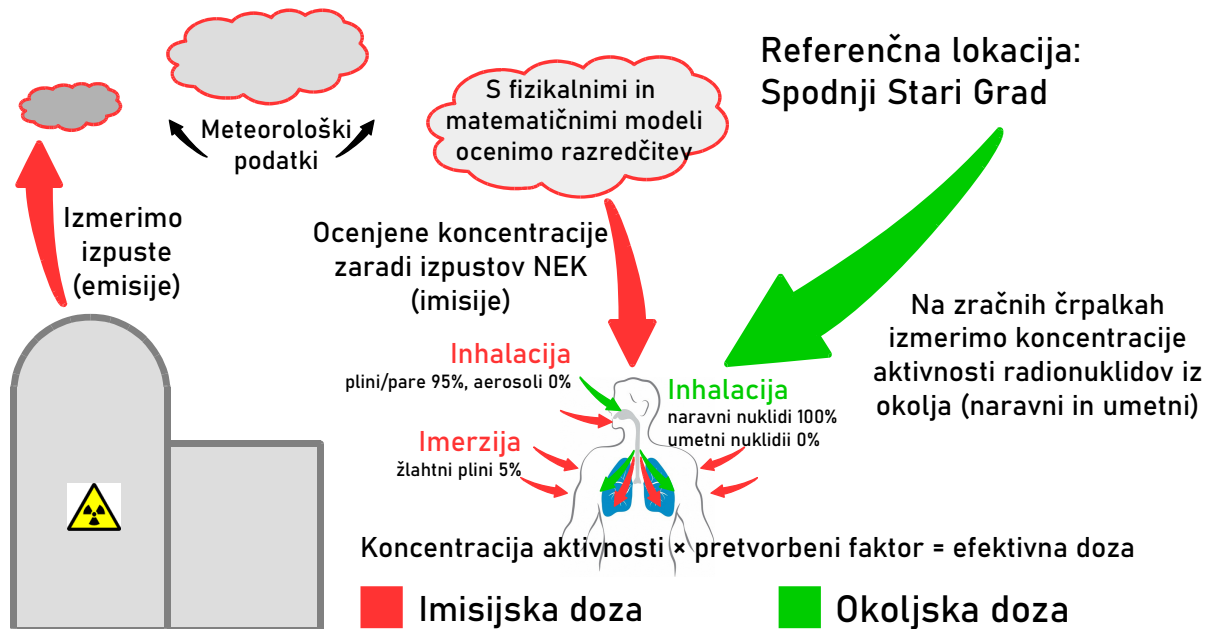 Referenčna lokacija:
Spodnji Stari Grad
S fizikalnimi in
matematičnimi modeli
ocenimo razredčitev
Meteorološki
podatki
Izmerimo
izpuste
(emisije)
Ocenjene koncentracije
zaradi izpustov NEK
(imisije)
Na zračnih črpalkah
izmerimo koncentracije
aktivnosti radionuklidov iz
okolja (naravni in umetni)
Inhalacija
plini/pare 95%, aerosoli 0%
Inhalacija
naravni nuklidi 100%
umetni nuklidii 0%
Imerzija
žlahtni plini 5%
Koncentracija aktivnosti × pretvorbeni faktor = efektivna doza
Imisijska doza
Okoljska doza